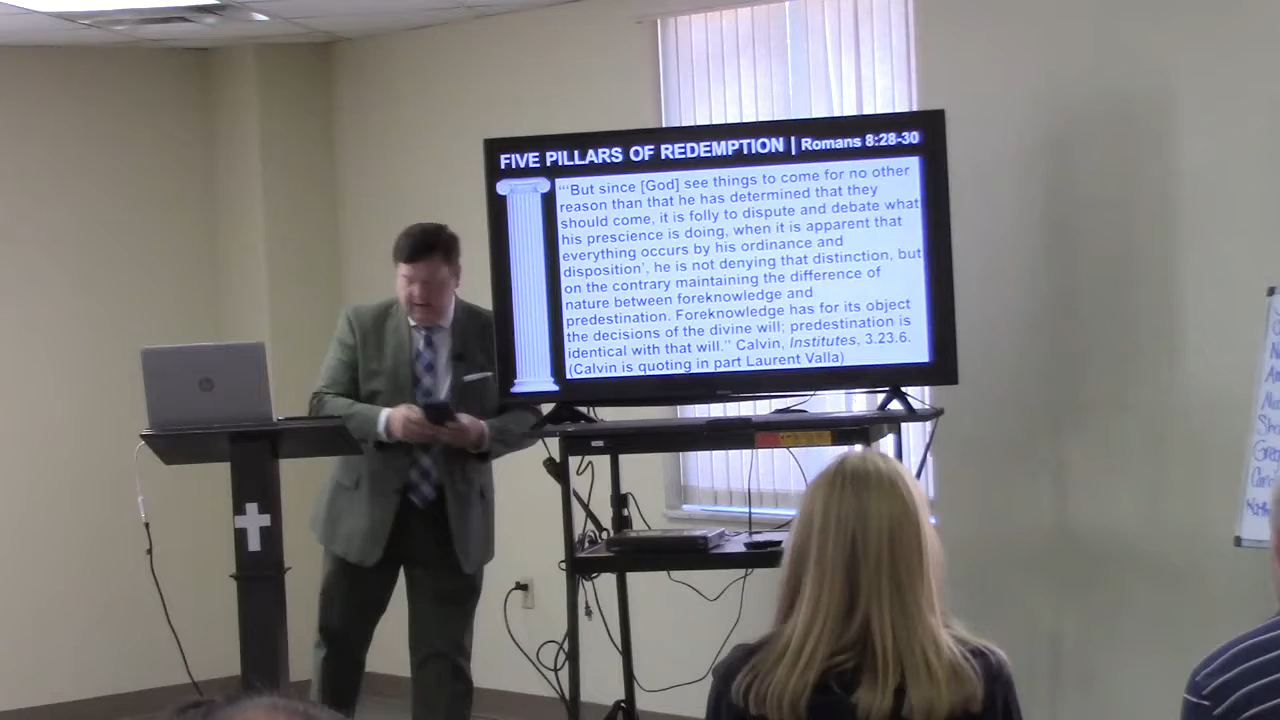 FIVE PILLARS OF REDEMPTION | Romans 8:28-30
“‘But since [God] see things to come for no other
reason than that he has determined that they
should come, it is folly to dispute and debate what
his prescience is doing, when it is apparent that
everything occurs by his ordinance and
disposition’, he is not denying that distinction, but
on the contrary maintaining the difference of
nature between foreknowledge and
predestination. Foreknowledge has for its object
the decisions of the divine will; predestination is
identical with that will.” Calvin, Institutes, 3.23.6.
(Calvin is quoting in part Laurent Valla)
hp